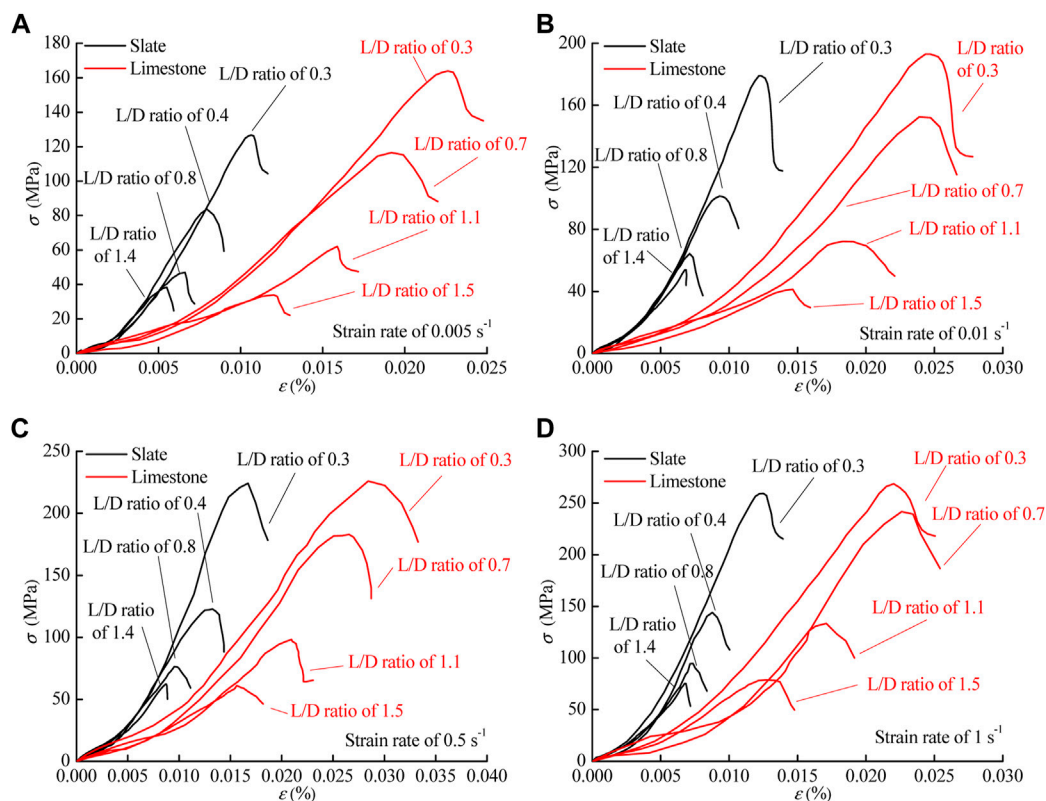 A
Slate
Limestone
L/D ratio of 0.3
L/D ratio of 0.3
L/D ratio of 0.4
L/D ratio of 0.7
L/D ratio of 0.8
L/D ratio of 1.1
L/D ratio
of 1.4
L/D ratio of 1.5
Strain rate of 0.005 s⁻¹
180
160
140
120
100
80
60
40
20
0
σ (MPa)
0.000 0.005 0.010 0.015 0.020 0.025
ε(%)
B
Slate
Limestone
L/D ratio of 0.3
L/D ratio
of 0.3
L/D ratio of 0.4
L/D ratio of 0.8
L/D ratio of 0.7
L/D ratio
of 1.4
L/D ratio of 1.1
L/D ratio of 1.5
Strain rate of 0.01 s⁻¹
200
160
120
80
40
0
σ (MPa)
0.000 0.005 0.010 0.015 0.020 0.025 0.030
ε(%)
C
Slate
Limestone
L/D ratio of 0.3
L/D ratio of 0.3
L/D ratio of 0.4
L/D ratio of 0.8
L/D ratio of 0.7
L/D ratio
of 1.4
L/D ratio of 1.1
L/D ratio of 1.5
Strain rate of 0.5 s⁻¹
250
200
150
100
50
0
σ (MPa)
0.000 0.005 0.010 0.015 0.020 0.025 0.030 0.035 0.040
ε(%)
D
Slate
Limestone
L/D ratio of 0.3
L/D ratio of 0.3
L/D ratio of 0.4
L/D ratio of 0.7
L/D ratio of 0.8
L/D ratio
of 1.4
L/D ratio of 1.1
L/D ratio of 1.5
Strain rate of 1 s⁻¹
300
250
200
150
100
50
0
σ (MPa)
0.000 0.005 0.010 0.015 0.020 0.025 0.030
ε(%)